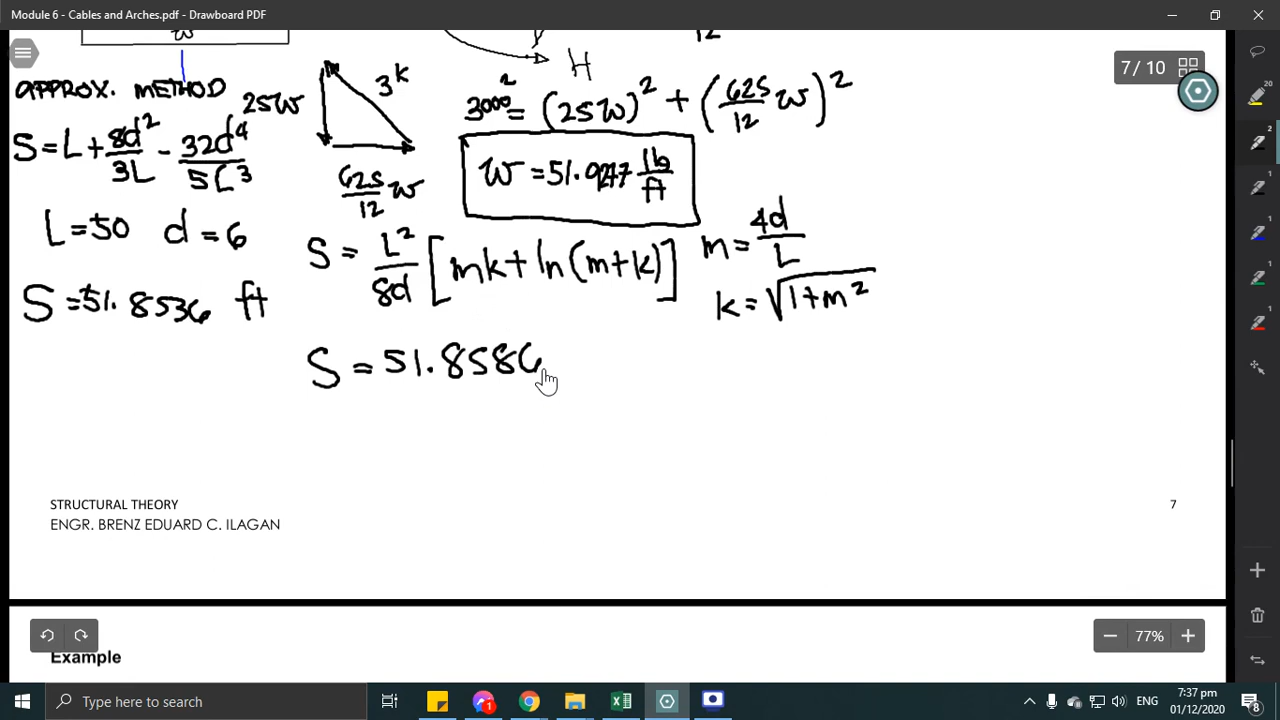 Module 6 - Cables and Arches.pdf - Drawboard PDF
w
H
12
7 / 10
APPROX. METHOD
25W
3k
3000² = (25W)² + (625/12 W)²
S = L + 8d²/3L - 32d⁴/5L³
625/12 W
W = 51.9247 lb/ft
L = 50 d = 6
S = L²/8d [mk + ln(m+k)]
m = 4d/L
k = √1+m²
S = 51.8536 ft
S = 51.8586
STRUCTURAL THEORY
7
ENGR. BRENZ EDUARD C. ILAGAN
77%
Example
Type here to search
ENG
7:37 pm
01/12/2020